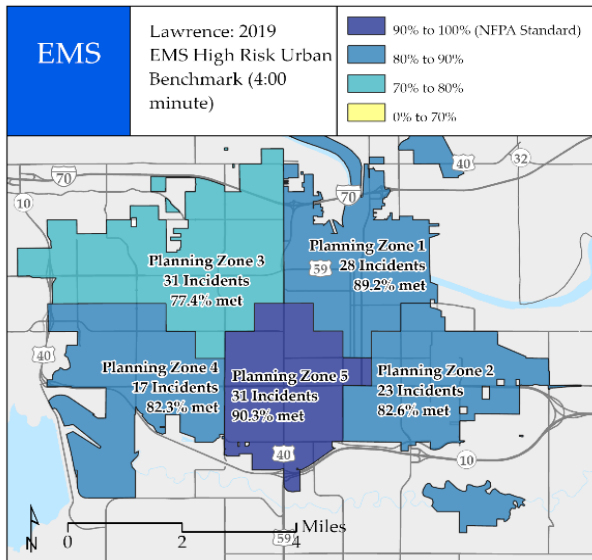 EMS
Lawrence: 2019
EMS High Risk Urban
Benchmark (4:00
minute)
90% to 100% (NFPA Standard)
80% to 90%
70% to 80%
0% to 70%
40
32
70
70
10
59
Planning Zone 1
28 Incidents
89.2% met
Planning Zone 3
31 Incidents
77.4% met
40
Planning Zone 4
17 Incidents
82.3% met
Planning Zone 5
31 Incidents
90.3% met
Planning Zone 2
23 Incidents
82.6% met
40
10
N
Miles
0
2
4
59